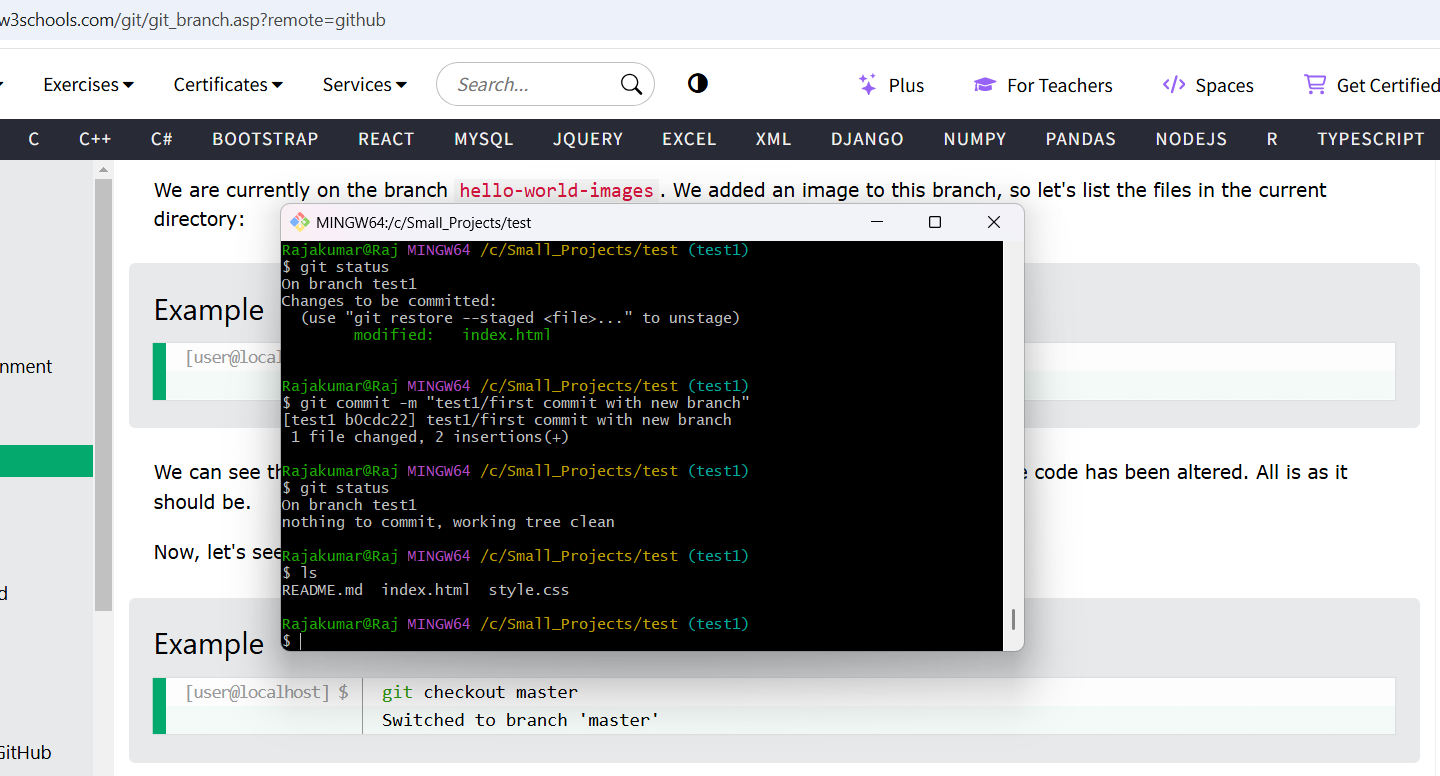 w3schools.com/git/git_branch.asp?remote=github
Exercises Certificates Services Search... Plus For Teachers Spaces Get Certified
C C++ C# BOOTSTRAP REACT MYSQL JQUERY EXCEL XML DJANGO NUMPY PANDAS NODEJS R TYPESCRIPT
We are currently on the branch hello-world-images. We added an image to this branch, so let's list the files in the current
directory:
MINGW64:/c/Small_Projects/test
Rajakumar@Raj MINGW64 /c/Small_Projects/test (test1)
$ git status
On branch test1
Changes to be committed:
(use "git restore --staged <file>..." to unstage)
modified: index.html
Rajakumar@Raj MINGW64 /c/Small_Projects/test (test1)
$ git commit -m "test1/first commit with new branch"
[test1 b0cdc22] test1/first commit with new branch
1 file changed, 2 insertions(+)
Rajakumar@Raj MINGW64 /c/Small_Projects/test (test1)
$ git status
On branch test1
nothing to commit, working tree clean
Rajakumar@Raj MINGW64 /c/Small_Projects/test (test1)
$ ls
README.md index.html style.css
Rajakumar@Raj MINGW64 /c/Small_Projects/test (test1)
$
Example
[user@local
nment
We can see th
code has been altered. All is as it
should be.
Now, let's see
d
Example
[user@localhost] $ git checkout master
Switched to branch 'master'
GitHub